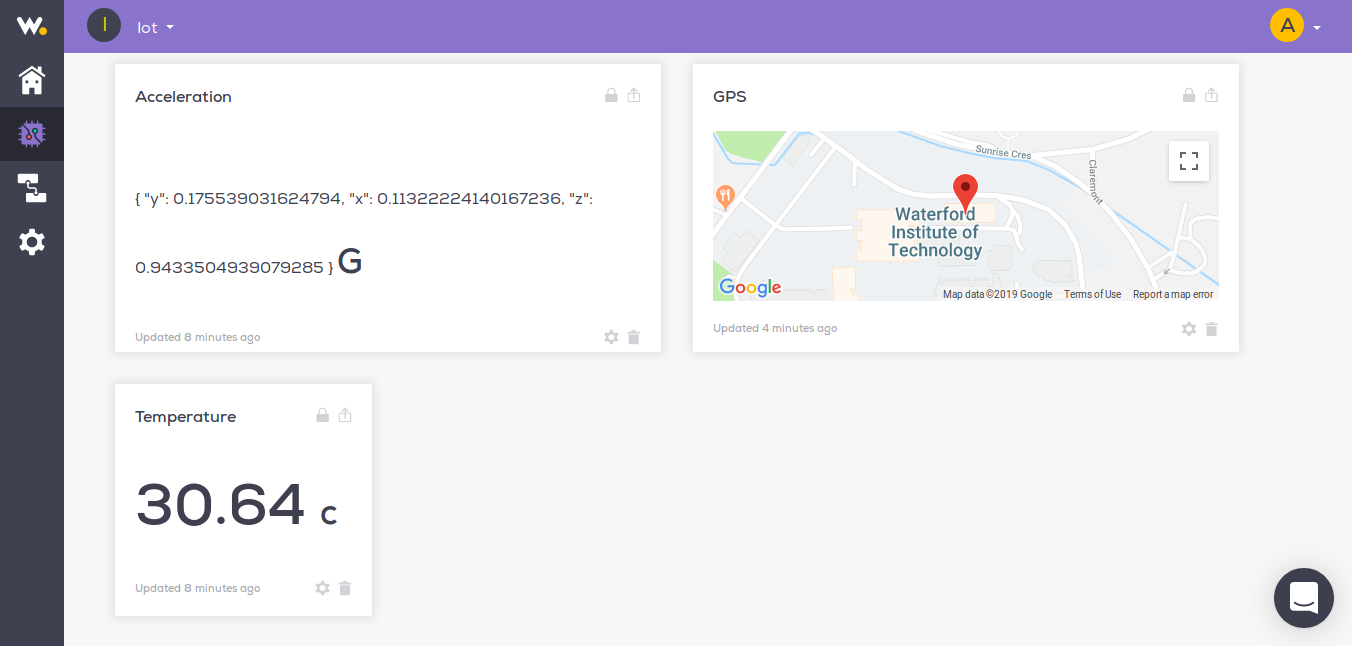 w.
I
Iot
A
Acceleration
{ "y": 0.175539031624794, "x": 0.11322224140167236, "z":
0.9433504939079285 } G
Updated 8 minutes ago
GPS
Sunrise Cres
Claremont
Waterford
Institute of
Technology
Google
Map data ©2019 Google Terms of Use Report a map error
Updated 4 minutes ago
Temperature
30.64 c
Updated 8 minutes ago